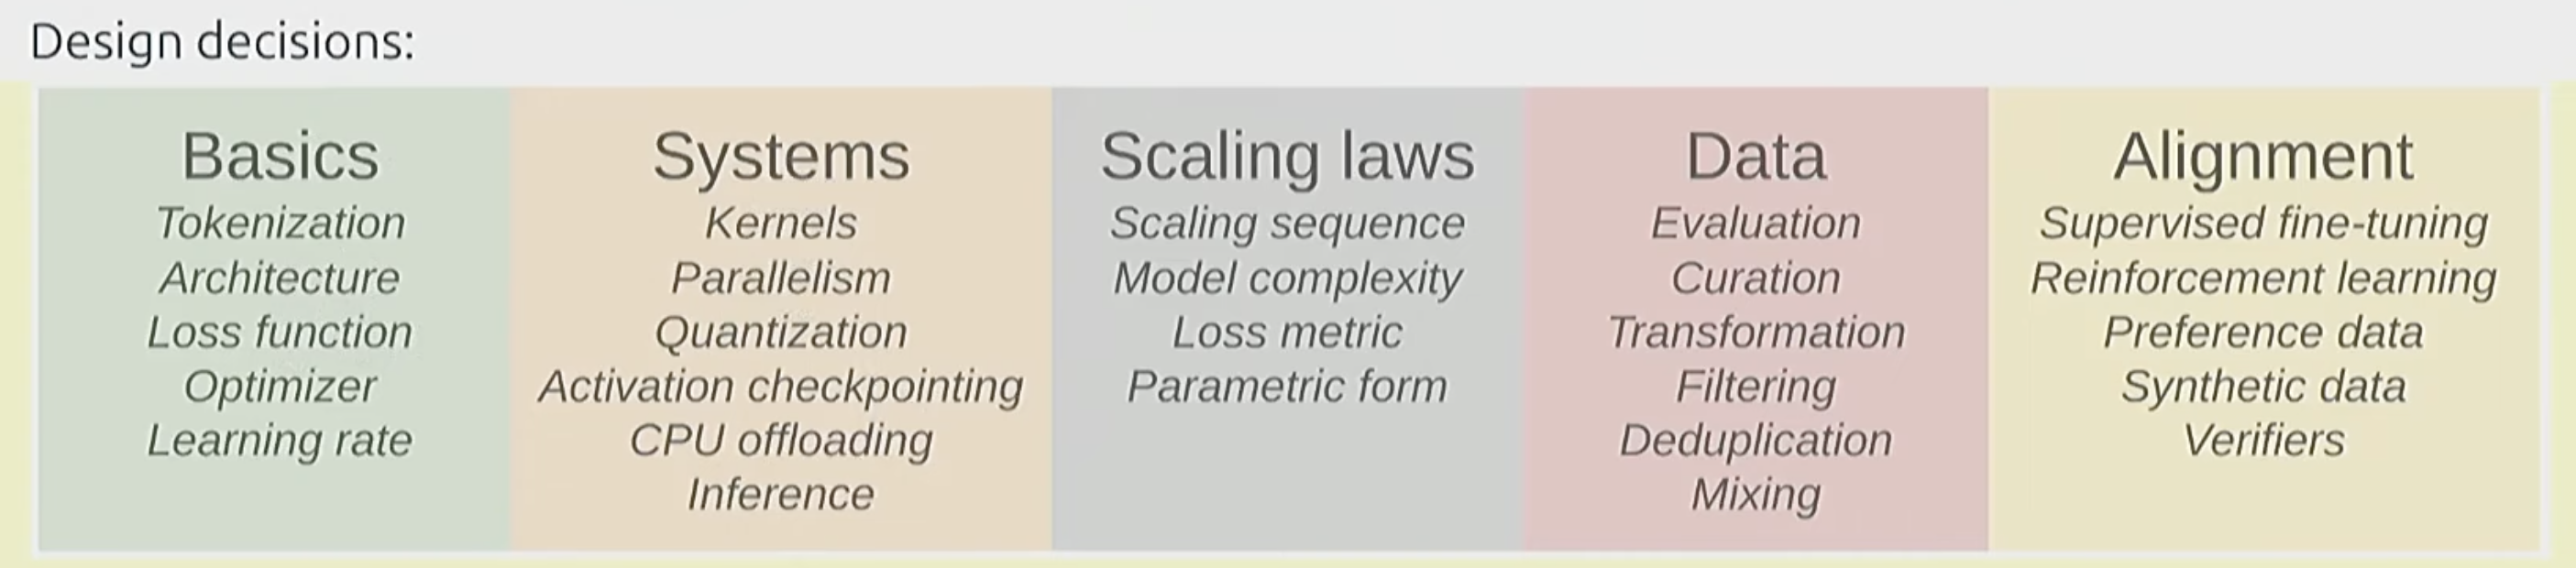 Design decisions:
Basics
Tokenization
Architecture
Loss function
Optimizer
Learning rate
Systems
Kernels
Parallelism
Quantization
Activation checkpointing
CPU offloading
Inference
Scaling laws
Scaling sequence
Model complexity
Loss metric
Parametric form
Data
Evaluation
Curation
Transformation
Filtering
Deduplication
Mixing
Alignment
Supervised fine-tuning
Reinforcement learning
Preference data
Synthetic data
Verifiers